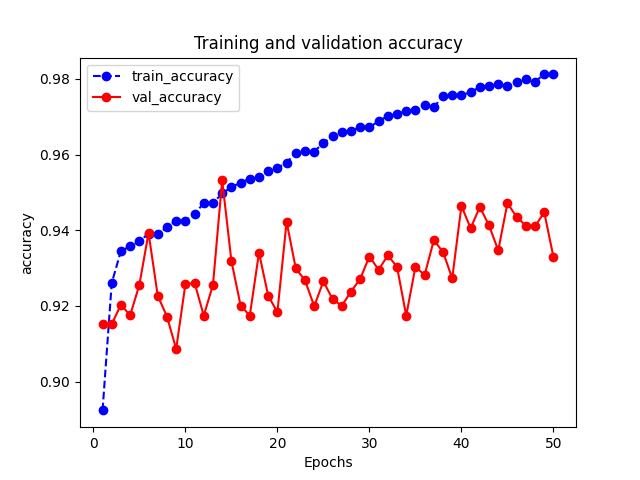 Training and validation accuracy
train_accuracy
val_accuracy
0.98
0.96
0.94
0.92
0.90
accuracy
0 10 20 30 40 50
Epochs